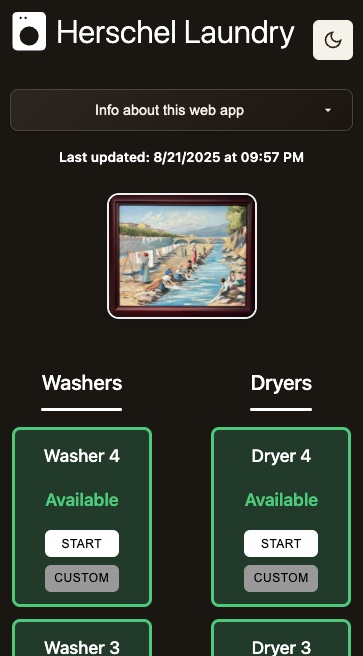 Herschel Laundry
Info about this web app
Last updated: 8/21/2025 at 09:57 PM
Washers
Dryers
Washer 4
Dryer 4
Available
Available
START
START
CUSTOM
CUSTOM
Washer 3
Dryer 3